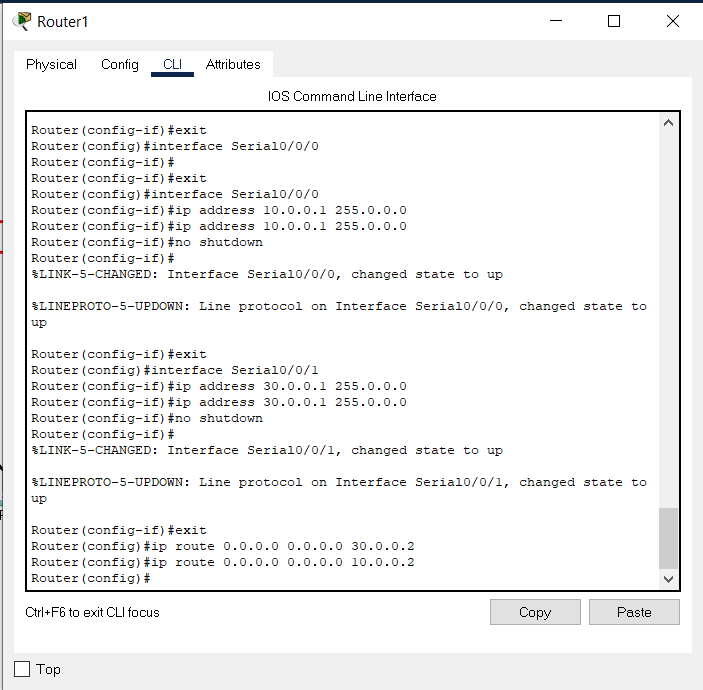 Router1
Physical Config CLI Attributes
IOS Command Line Interface
Router(config-if)#exit
Router(config)#interface Serial0/0/0
Router(config-if)#
Router(config-if)#exit
Router(config)#interface Serial0/0/0
Router(config-if)#ip address 10.0.0.1 255.0.0.0
Router(config-if)#ip address 10.0.0.1 255.0.0.0
Router(config-if)#no shutdown
Router(config-if)#
%LINK-5-CHANGED: Interface Serial0/0/0, changed state to up
%LINEPROTO-5-UPDOWN: Line protocol on Interface Serial0/0/0, changed state to
up
Router(config-if)#exit
Router(config)#interface Serial0/0/1
Router(config-if)#ip address 30.0.0.1 255.0.0.0
Router(config-if)#ip address 30.0.0.1 255.0.0.0
Router(config-if)#no shutdown
Router(config-if)#
%LINK-5-CHANGED: Interface Serial0/0/1, changed state to up
%LINEPROTO-5-UPDOWN: Line protocol on Interface Serial0/0/1, changed state to
up
Router(config-if)#exit
Router(config)#ip route 0.0.0.0 0.0.0.0 30.0.0.2
Router(config)#ip route 0.0.0.0 0.0.0.0 10.0.0.2
Router(config)#
Ctrl+F6 to exit CLI focus
Copy Paste
Top